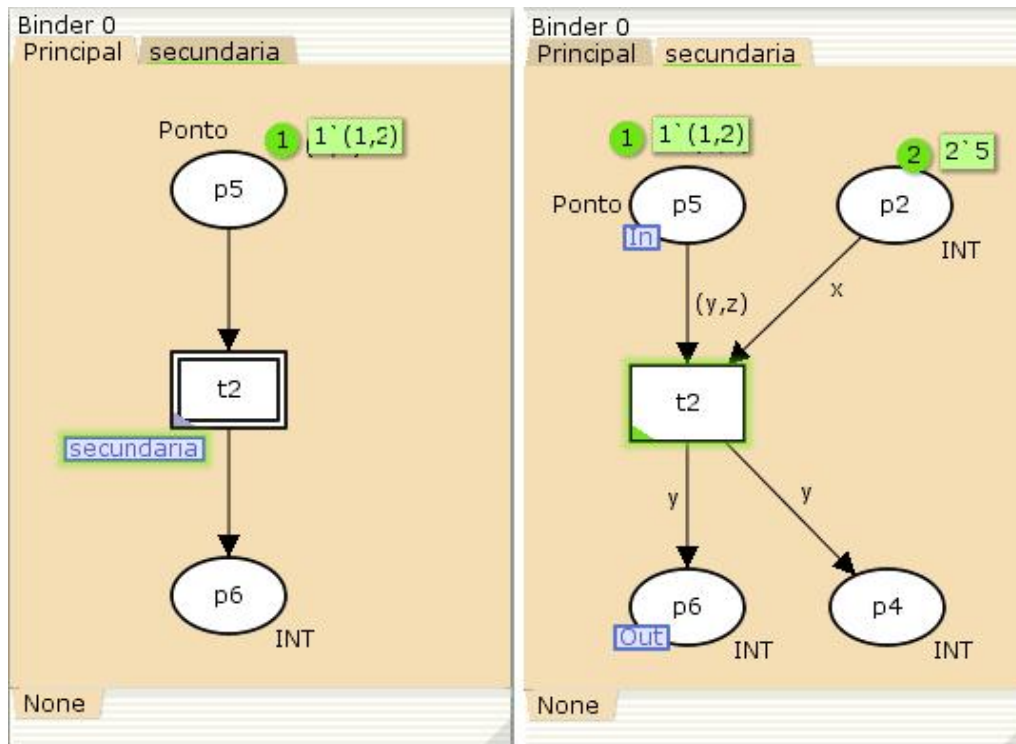 Binder 0
Principal secundaria
Ponto 1 1`(1,2)
p5
t2
secundaria
p6
INT
None
Binder 0
Principal secundaria
1 1`(1,2)
2 2`5
Ponto p5 p2
In INT
x
(y,z)
t2
y y
p6 p4
Out INT INT
None